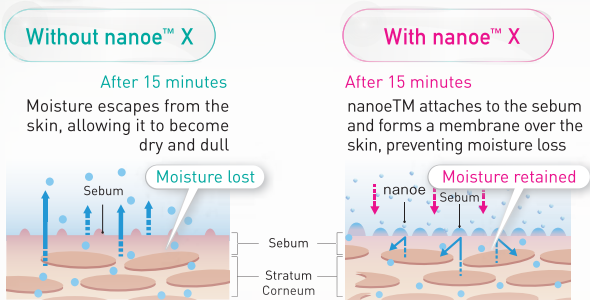 Without nanoe™ X
After 15 minutes
Moisture escapes from the
skin, allowing it to become
dry and dull
Moisture lost
Sebum
With nanoe™ X
After 15 minutes
nanoeTM attaches to the sebum
and forms a membrane over the
skin, preventing moisture loss
Moisture retained
nanoe
Sebum
Sebum
Stratum
Corneum